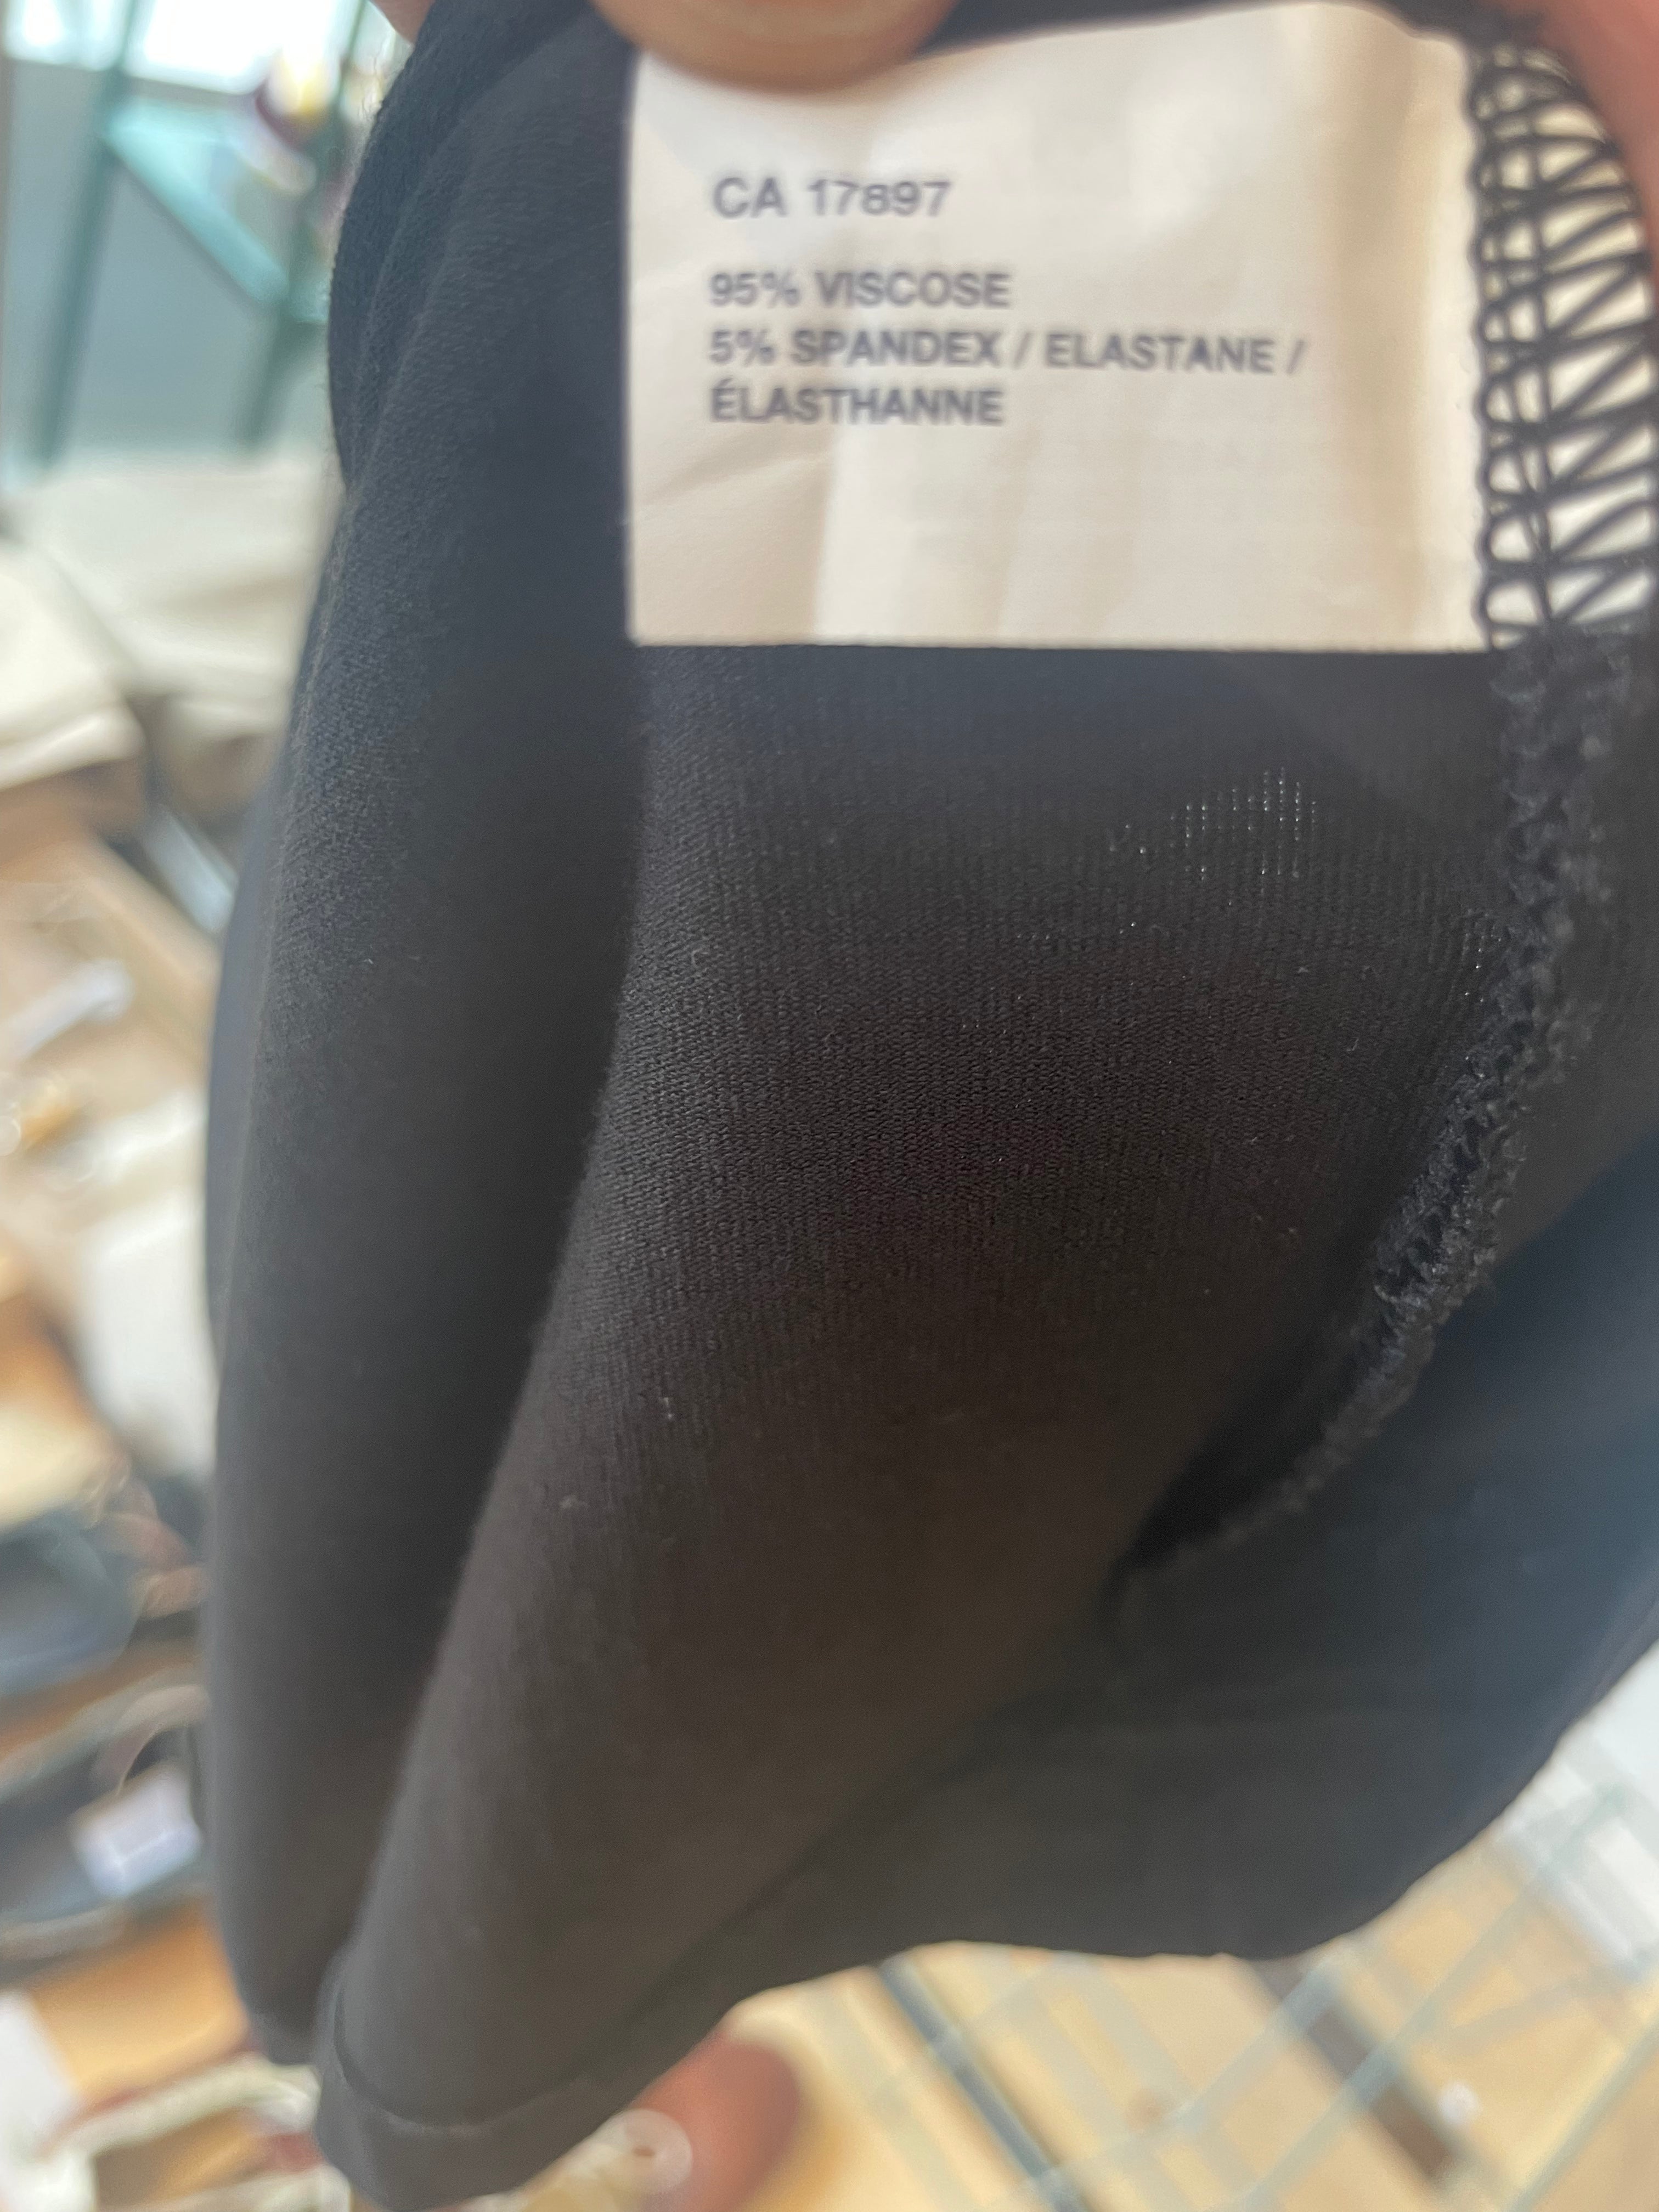 CA 17897
95% VISCOSE
5% SPANDEX / ELASTANE /
ÉLASTHANNE